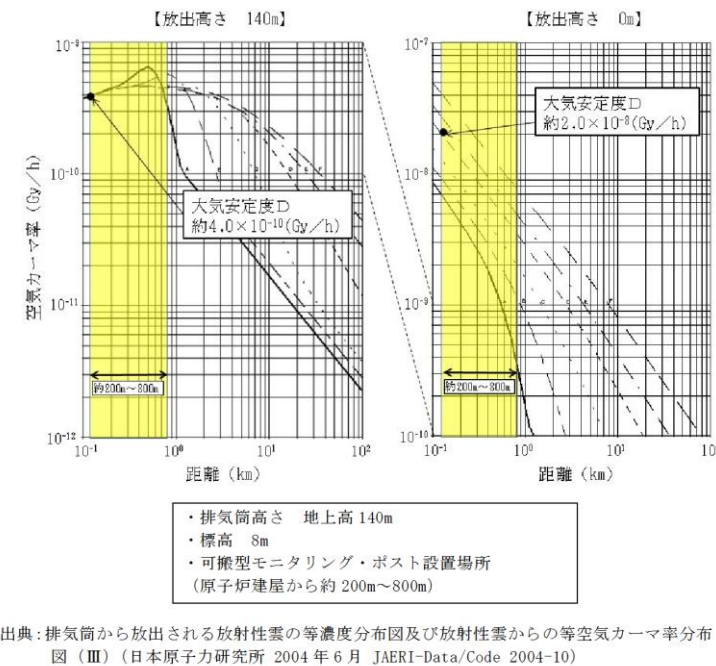 【放出高さ 140m】
10⁻⁹
10⁻¹⁰
10⁻¹¹
10⁻¹²
空気カーマ率 (Gy/h)
大気安定度D
約4.0×10⁻¹⁰(Gy/h)
約200m～800m
10⁻¹
10⁰
10¹
10²
距離 (km)
【放出高さ 0m】
10⁻⁷
10⁻⁸
10⁻⁹
10⁻¹⁰
大気安定度D
約2.0×10⁻⁸(Gy/h)
約200m～800m
10⁻¹
10⁰
10¹
距離 (km)
・排気筒高さ 地上高140m
・標高 8m
・可搬型モニタリング・ポスト設置場所
(原子炉建屋から約 200m～800m)
出典:排気筒から放出される放射性雲の等濃度分布図及び放射性雲からの等空気カーマ率分布
図(Ⅲ)(日本原子力研究所 2004年6月 JAERI-Data/Code 2004-10)